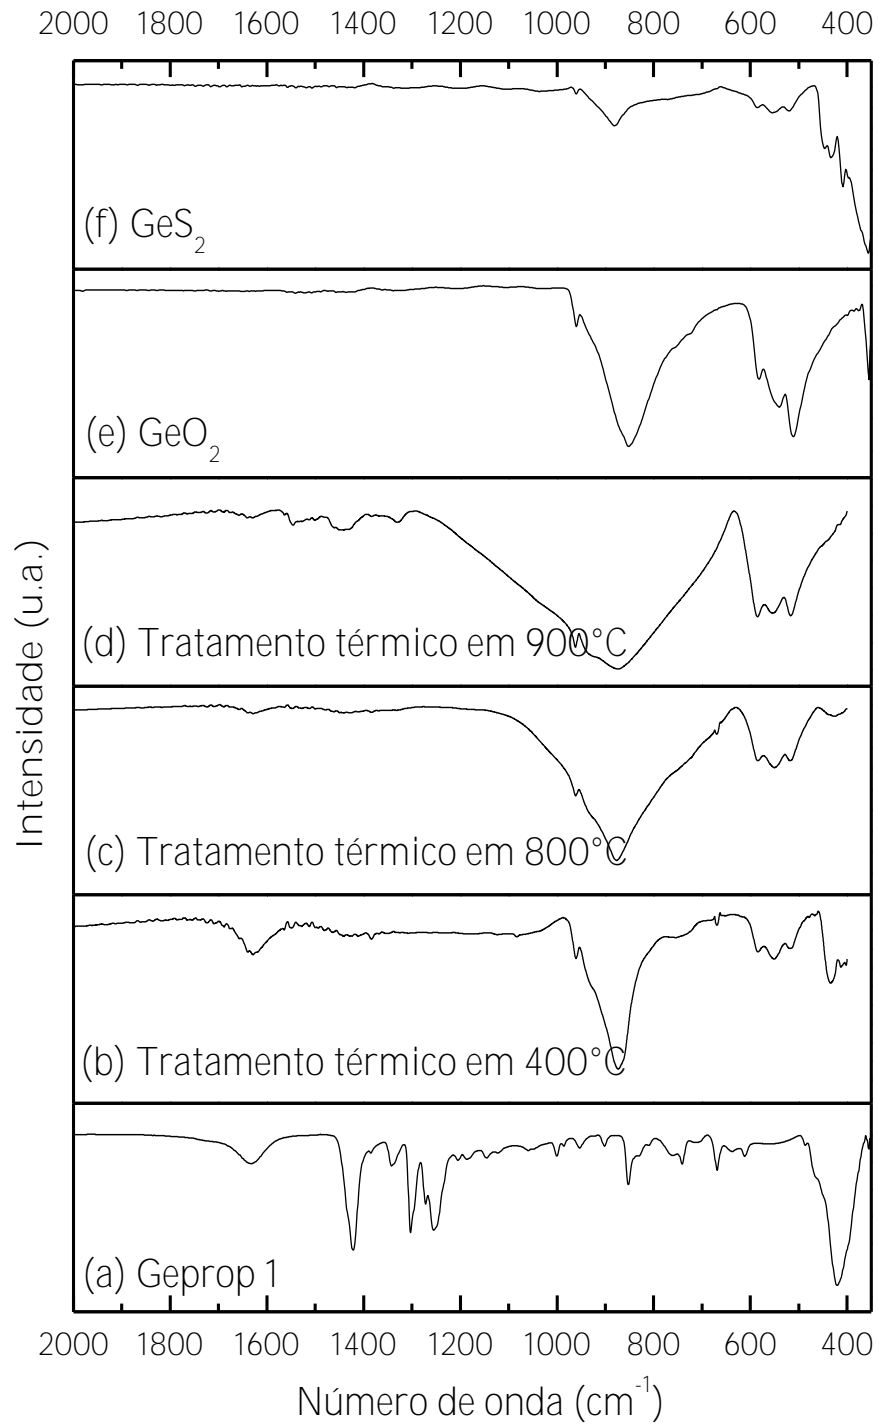 2000 1800 1600 1400 1200 1000 800 600 400
(f) GeS₂
(e) GeO₂
(d) Tratamento térmico em 900°C
(c) Tratamento térmico em 800°C
(b) Tratamento térmico em 400°C
(a) Geprop 1
Intensidade (u.a.)
2000 1800 1600 1400 1200 1000 800 600 400
Número de onda (cm⁻¹)